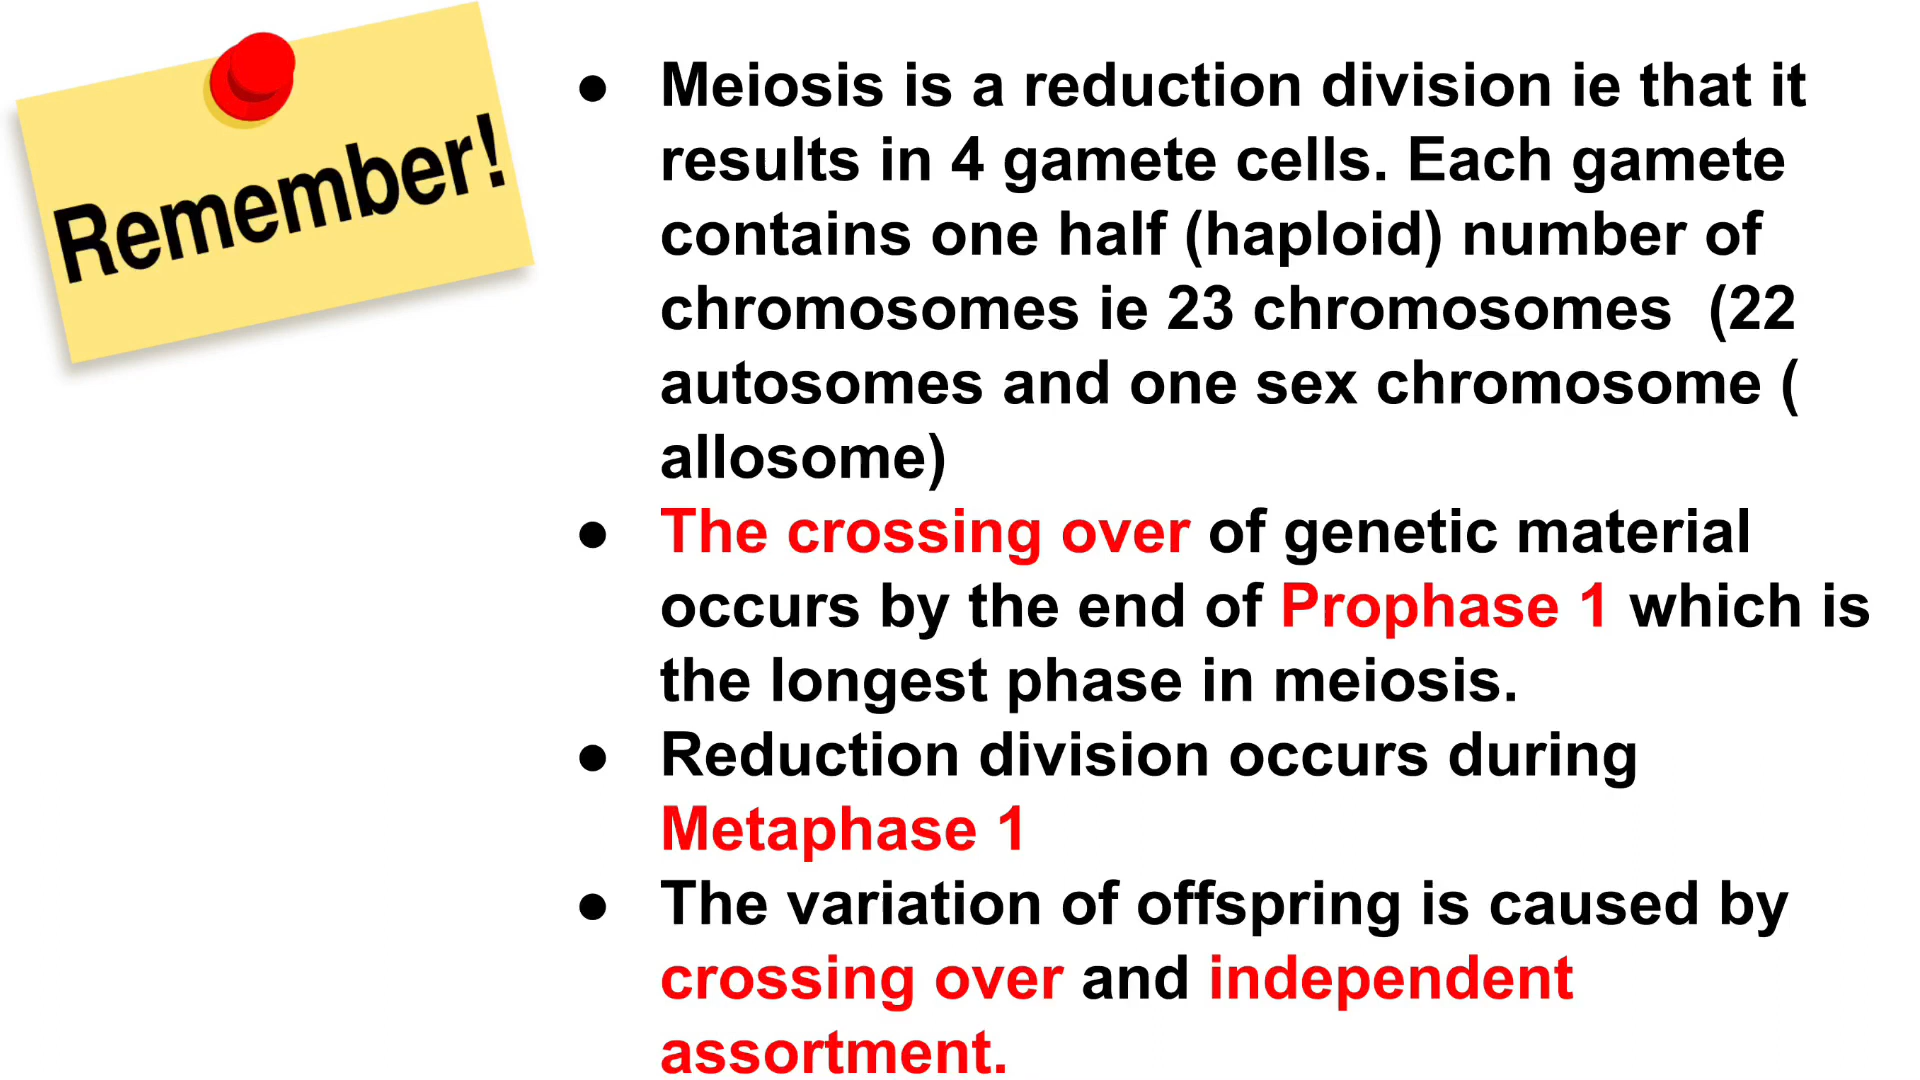 Remember!
● Meiosis is a reduction division ie that it
results in 4 gamete cells. Each gamete
contains one half (haploid) number of
chromosomes ie 23 chromosomes  (22
autosomes and one sex chromosome (
allosome)
● The crossing over of genetic material
occurs by the end of Prophase 1 which is
the longest phase in meiosis.
● Reduction division occurs during
Metaphase 1
● The variation of offspring is caused by
crossing over and independent
assortment.